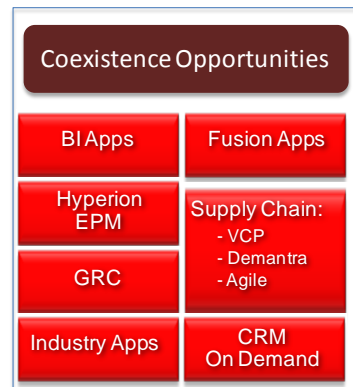 Coexistence Opportunities
BI Apps
Fusion Apps
Hyperion
EPM
Supply Chain:
- VCP
- Demantra
- Agile
GRC
Industry Apps
CRM
On Demand